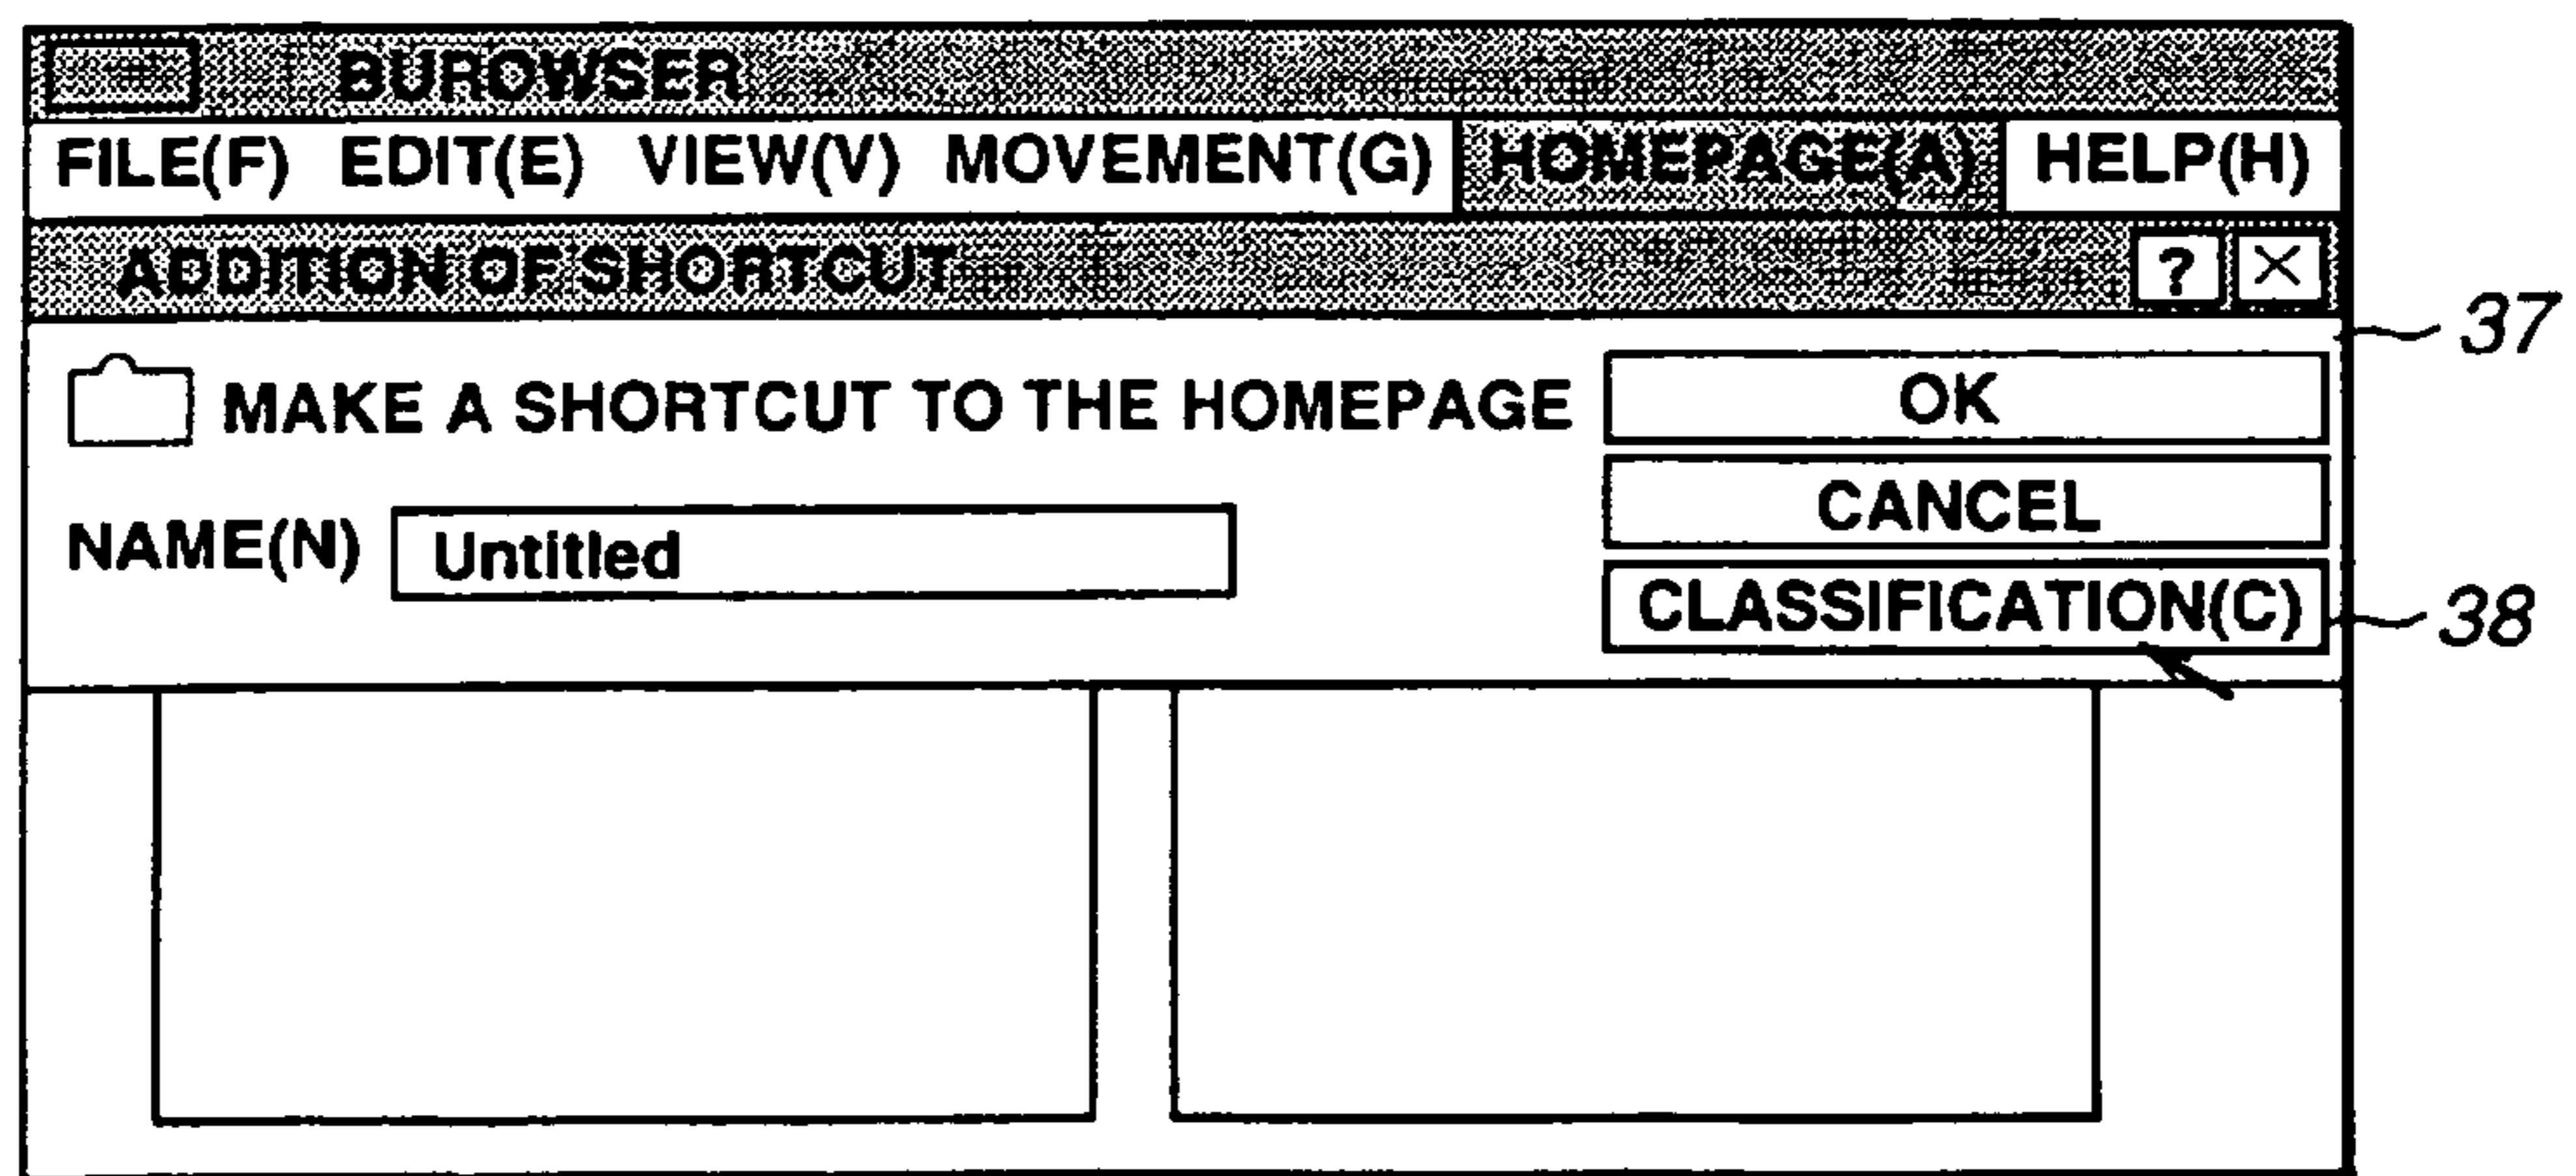 BUROWSER
FILE(F) EDIT(E) VIEW(V) MOVEMENT(G) HOMEPAGE(A) HELP(H)
ADDITION OF SHORTCUT ? ×
37
MAKE A SHORTCUT TO THE HOMEPAGE OK
CANCEL
NAME(N) Untitled
CLASSIFICATION(C) 38